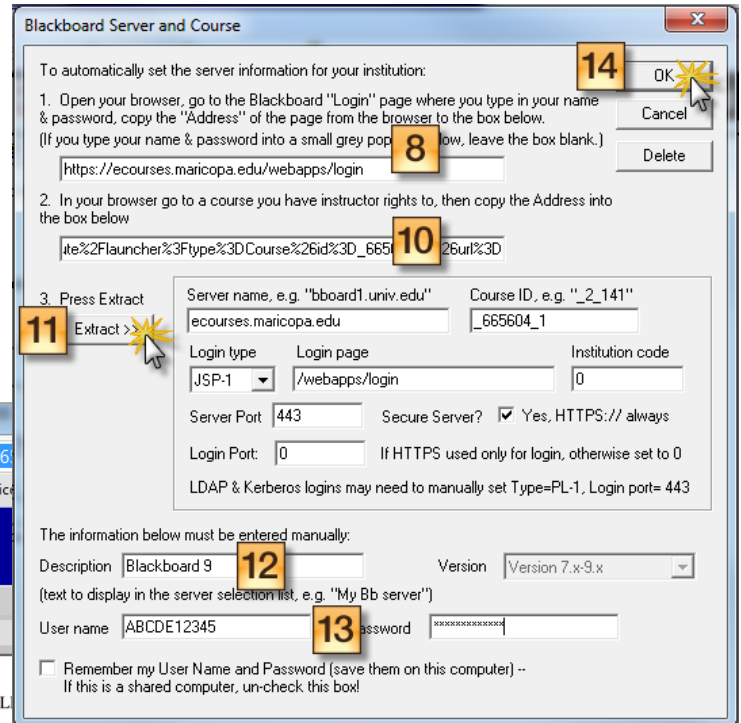 Blackboard Server and Course
To automatically set the server information for your institution:
14
OK
1. Open your browser, go to the Blackboard "Login" page where you type in your name
& password, copy the "Address" of the page from the browser to the box below.
Cancel
(If you type your name & password into a small grey pop low, leave the box blank.)
8
Delete
https://ecourses.maricopa.edu/webapps/login
2. In your browser go to a course you have instructor rights to, then copy the Address into
the box below
ute%2Flauncher%3Ftype%3DCourse%26id%3D_665 26url%3D
10
3. Press Extract
11
Extract >>
Server name, e.g. "bboard1.univ.edu"
Course ID, e.g. "_2_141"
ecourses.maricopa.edu
_665604_1
Login type
Login page
Institution code
JSP-1
/webapps/login
0
Server Port
443
Secure Server?
Yes, HTTPS:// always
Login Port:
0
If HTTPS used only for login, otherwise set to 0
LDAP & Kerberos logins may need to manually set Type=PL-1, Login port= 443
The information below must be entered manually:
Description
Blackboard 9
12
Version
Version 7.x-9.x
(text to display in the server selection list, e.g. "My Bb server")
User name
ABCDE12345
13
assword
*************
Remember my User Name and Password (save them on this computer) --
If this is a shared computer, un-check this box!